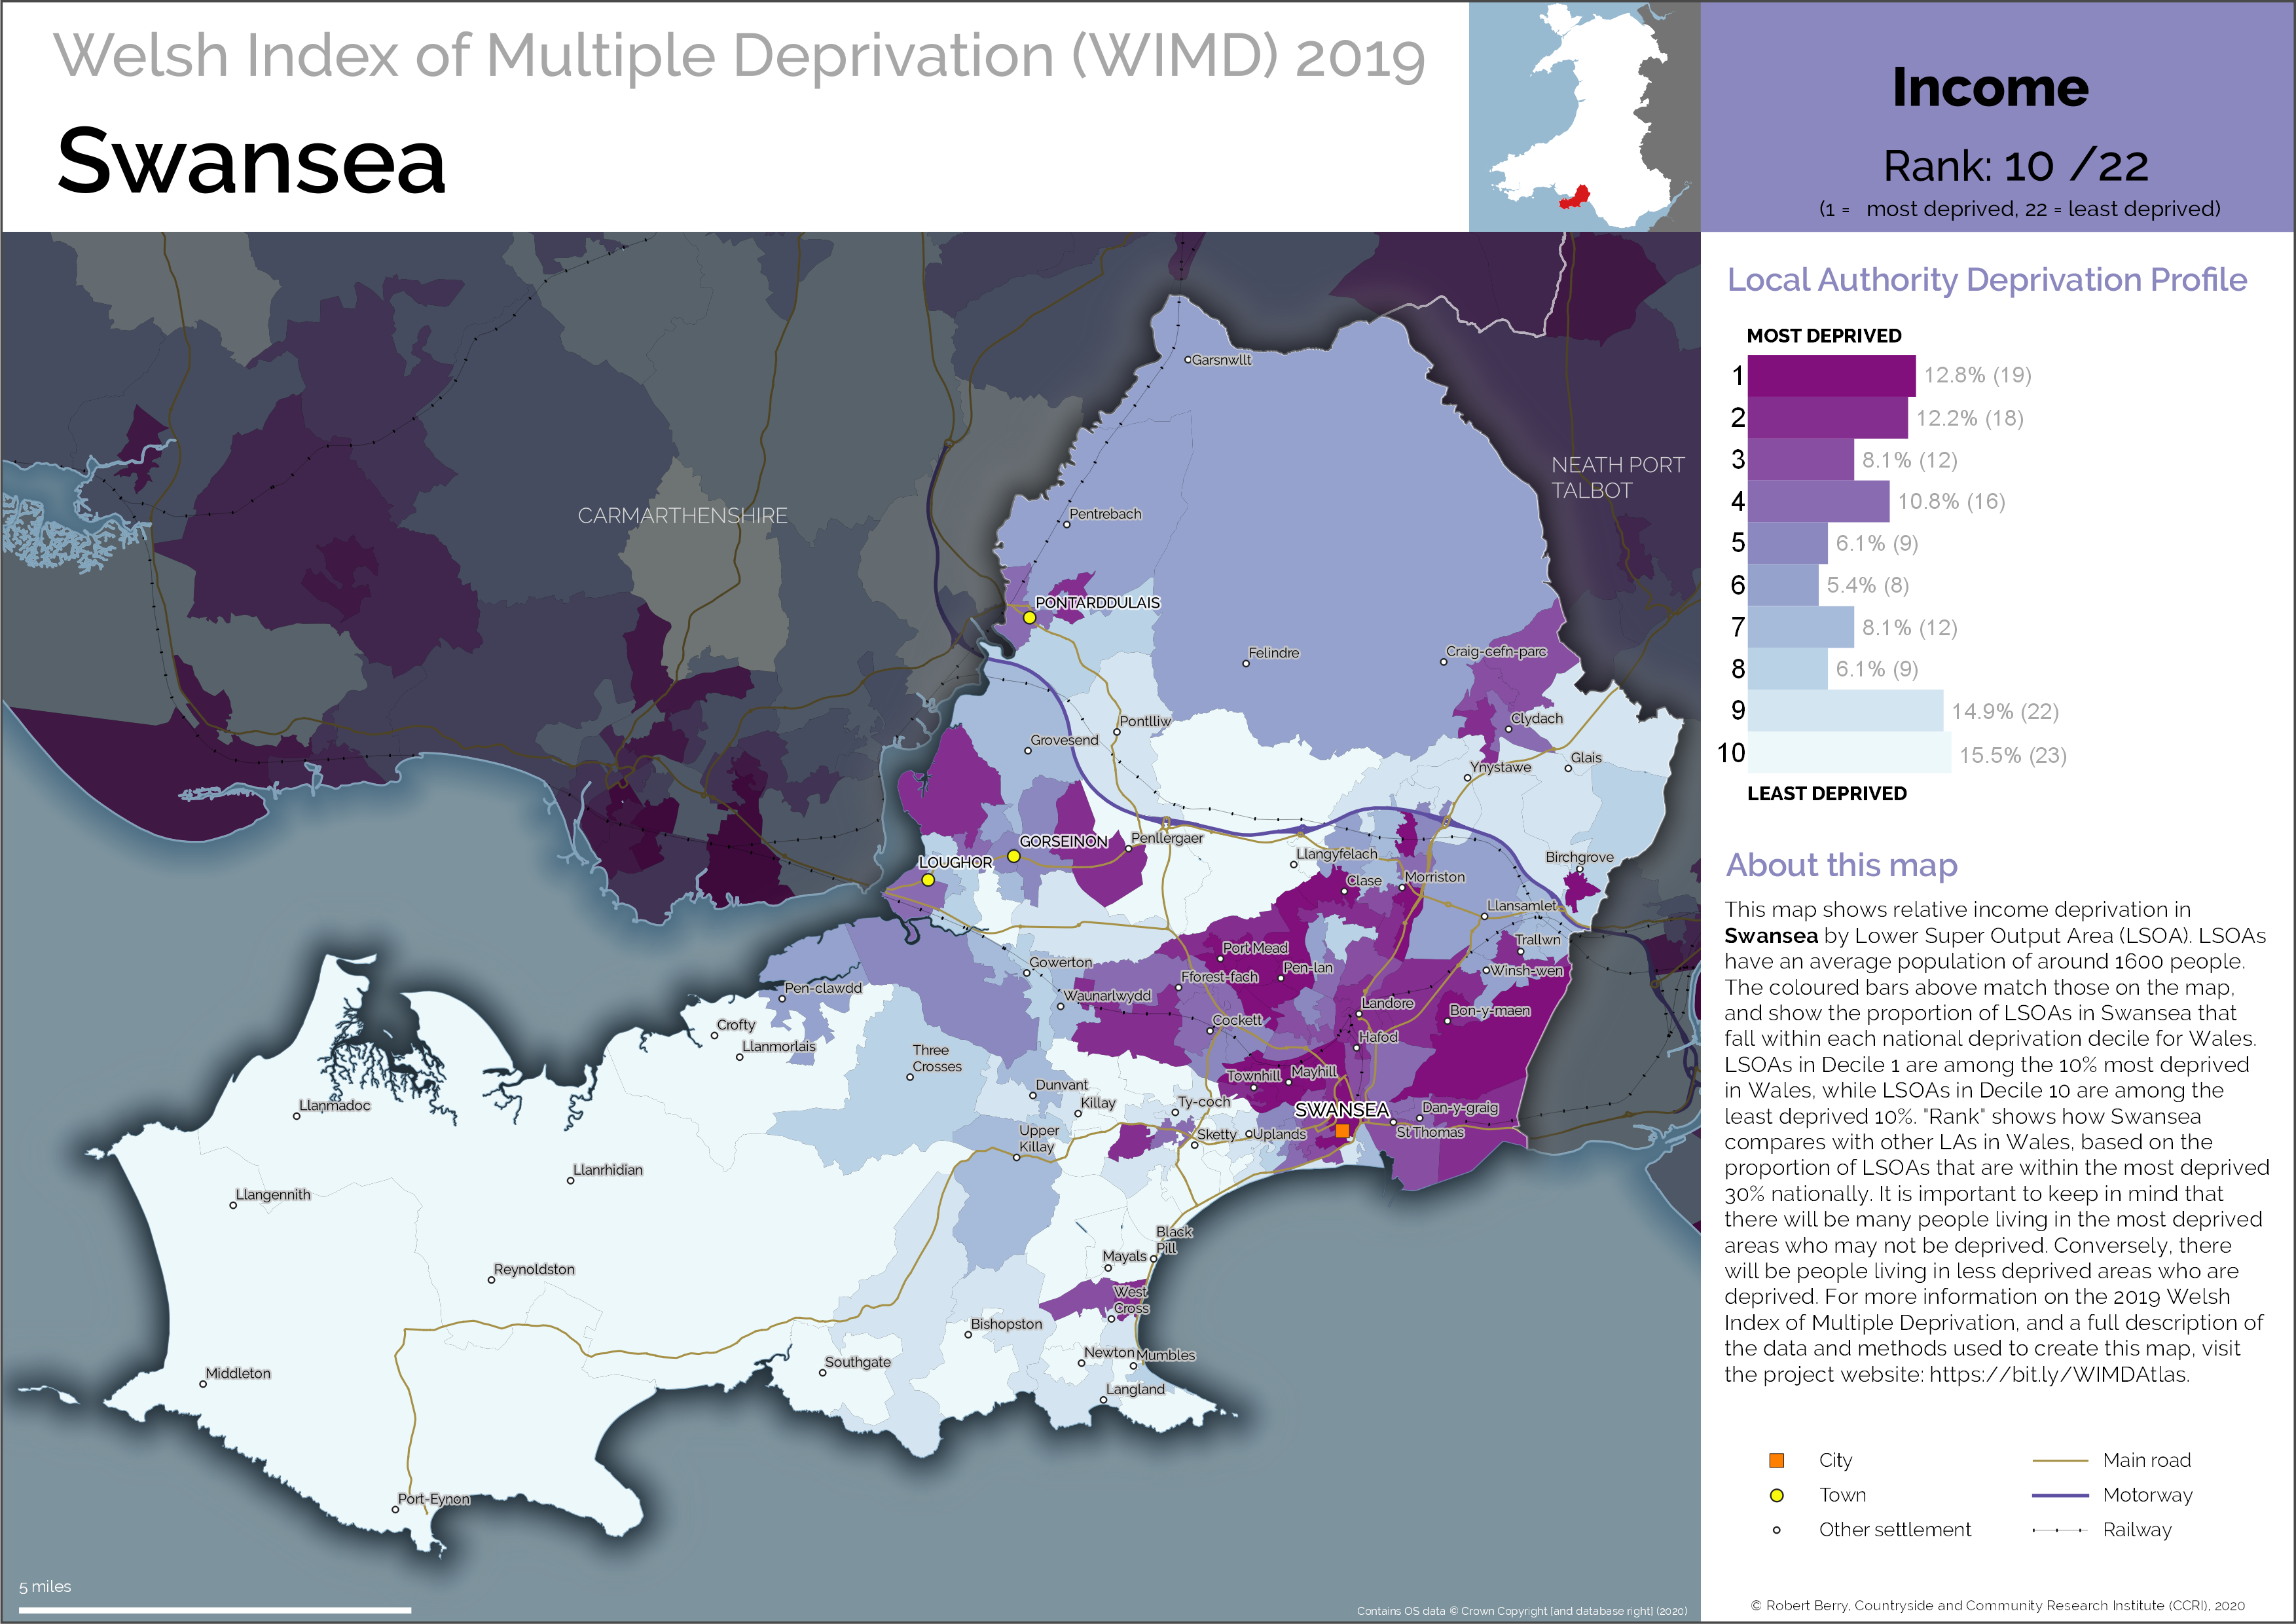 Welsh Index of Multiple Deprivation (WIMD) 2019
Swansea
Income
Rank: 10 /22
(1 = most deprived, 22 = least deprived)
Local Authority Deprivation Profile
MOST DEPRIVED
1 12.8% (19)
2 12.2% (18)
3 8.1% (12)
4 10.8% (16)
5 6.1% (9)
6 5.4% (8)
7 8.1% (12)
8 6.1% (9)
9 14.9% (22)
10 15.5% (23)
LEAST DEPRIVED
About this map
This map shows relative income deprivation in
Swansea by Lower Super Output Area (LSOA). LSOAs
have an average population of around 1600 people.
The coloured bars above match those on the map,
and show the proportion of LSOAs in Swansea that
fall within each national deprivation decile for Wales.
LSOAs in Decile 1 are among the 10% most deprived
in Wales, while LSOAs in Decile 10 are among the
least deprived 10%. "Rank" shows how Swansea
compares with other LAs in Wales, based on the
proportion of LSOAs that are within the most deprived
30% nationally. It is important to keep in mind that
there will be many people living in the most deprived
areas who may not be deprived. Conversely, there
will be people living in less deprived areas who are
deprived. For more information on the 2019 Welsh
Index of Multiple Deprivation, and a full description of
the data and methods used to create this map, visit
the project website: https://bit.ly/WIMDAtlas.
City
Town
Other settlement
Main road
Motorway
Railway
© Robert Berry, Countryside and Community Research Institute (CCRI), 2020
CARMARTHENSHIRE
NEATH PORT
TALBOT
Garsnwllt
Pentrebach
PONTARDDULAIS
Felindre
Craig-cefn-parc
Pontlliw
Clydach
Grovesend
Glais
Ynystawe
GORSEINON
Penllergaer
LOUGHOR
Llangyfelach
Birchgrove
Clase
Morriston
Llansamlet
Port Mead
Trallwn
Gowerton
Fforest-fach
Pen-lan
Winsh-wen
Pen-clawdd
Waunarlwydd
Landore
Bon-y-maen
Crofty
Cockett
Hafod
Llanmorlais
Three
Crosses
Townhill
Mayhill
Dunvant
Llanmadoc
Killay
Ty-coch
SWANSEA
Dan-y-graig
Upper
Killay
Sketty
Uplands
St Thomas
Llanrhidian
Llangennith
Black
Pill
Mayals
Reynoldston
West
Cross
Bishopston
Newton
Mumbles
Southgate
Middleton
Langland
Port-Eynon
5 miles
Contains OS data © Crown Copyright [and database right] (2020)